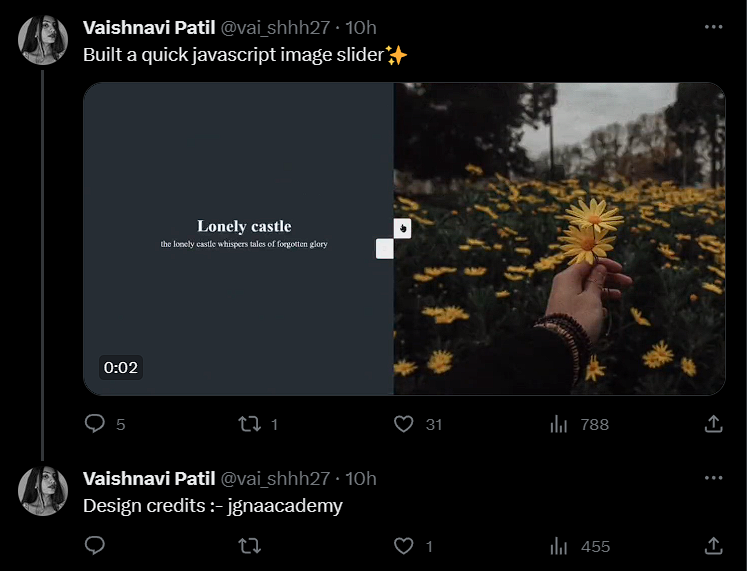 Vaishnavi Patil @vai_shhh27 · 10h
Built a quick javascript image slider✨
Lonely castle
the lonely castle whispers tales of forgotten glory
0:02
5 1 31 788
Vaishnavi Patil @vai_shhh27 · 10h
Design credits :- jgnaacademy
1 455